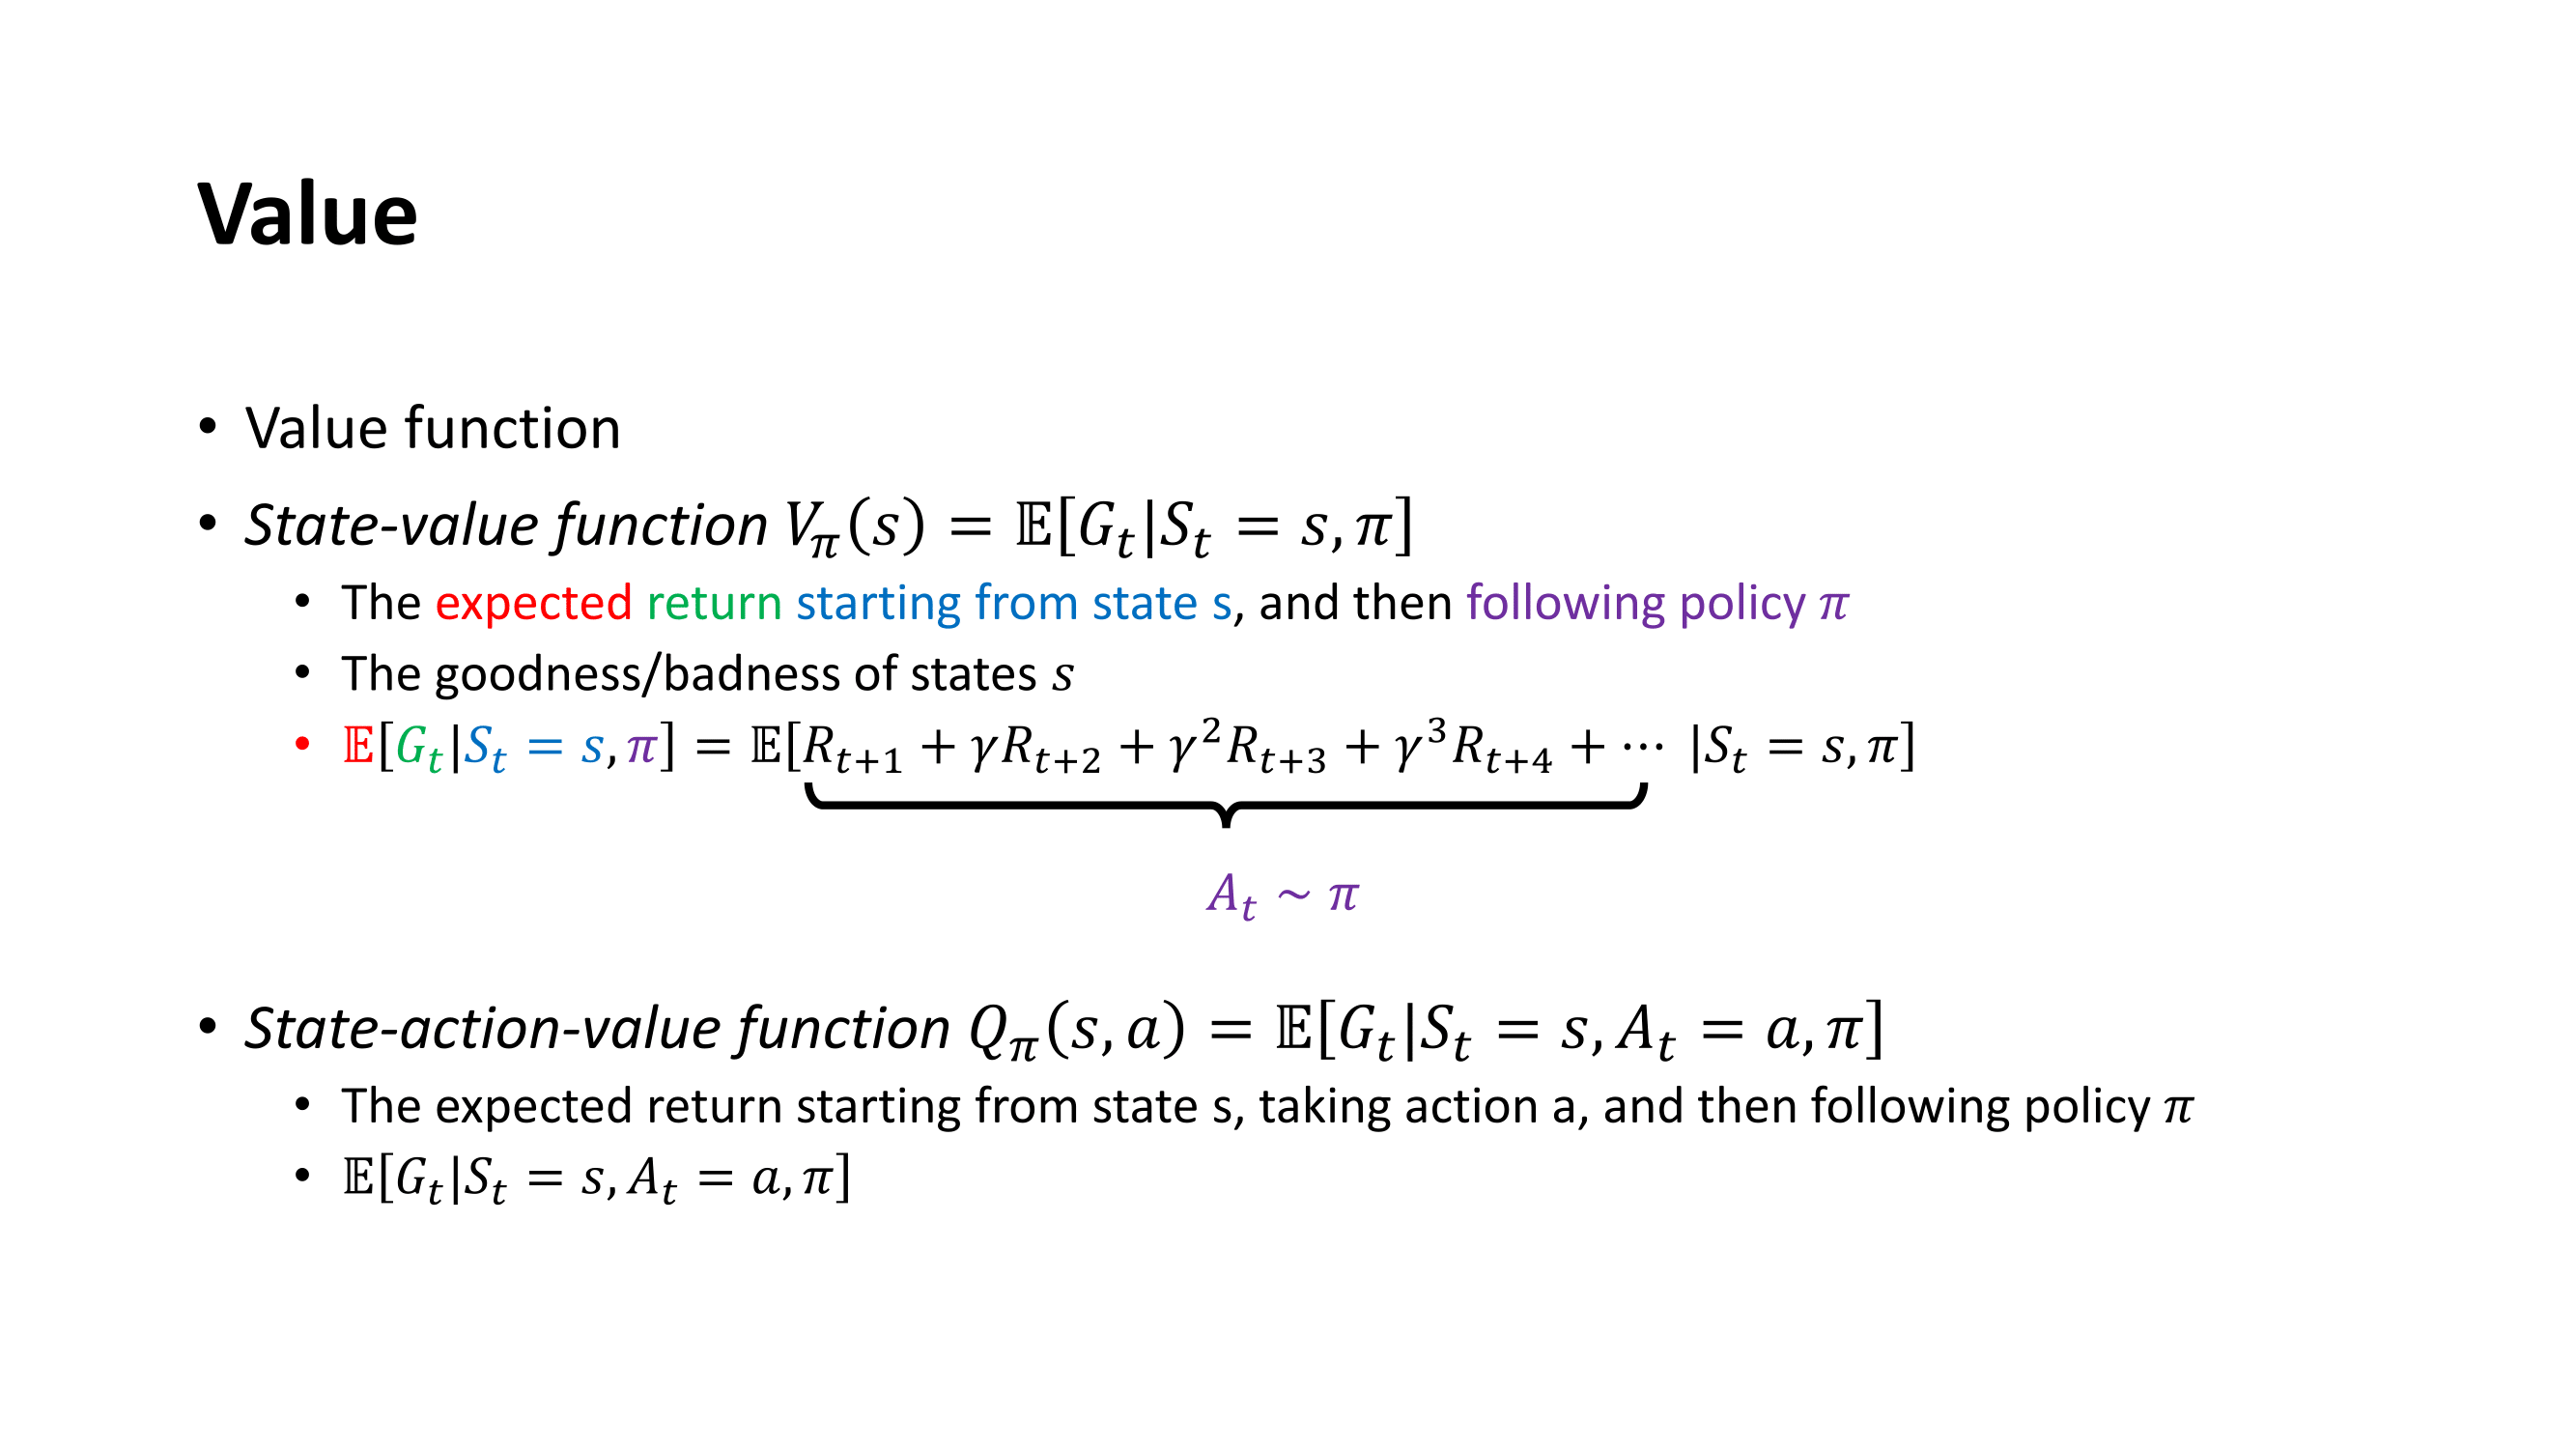 Value
• Value function
• State-value function $V_\pi(s) = \mathbb{E}[G_t|S_t = s, \pi]$
• The expected return starting from state s, and then following policy $\pi$
• The goodness/badness of states $s$
• $\mathbb{E}[G_t|S_t = s, \pi] = \mathbb{E}[R_{t+1} + \gamma R_{t+2} + \gamma^2 R_{t+3} + \gamma^3 R_{t+4} + \cdots |S_t = s, \pi]$
$A_t \sim \pi$
• State-action-value function $Q_\pi(s, a) = \mathbb{E}[G_t|S_t = s, A_t = a, \pi]$
• The expected return starting from state s, taking action a, and then following policy $\pi$
• $\mathbb{E}[G_t|S_t = s, A_t = a, \pi]$